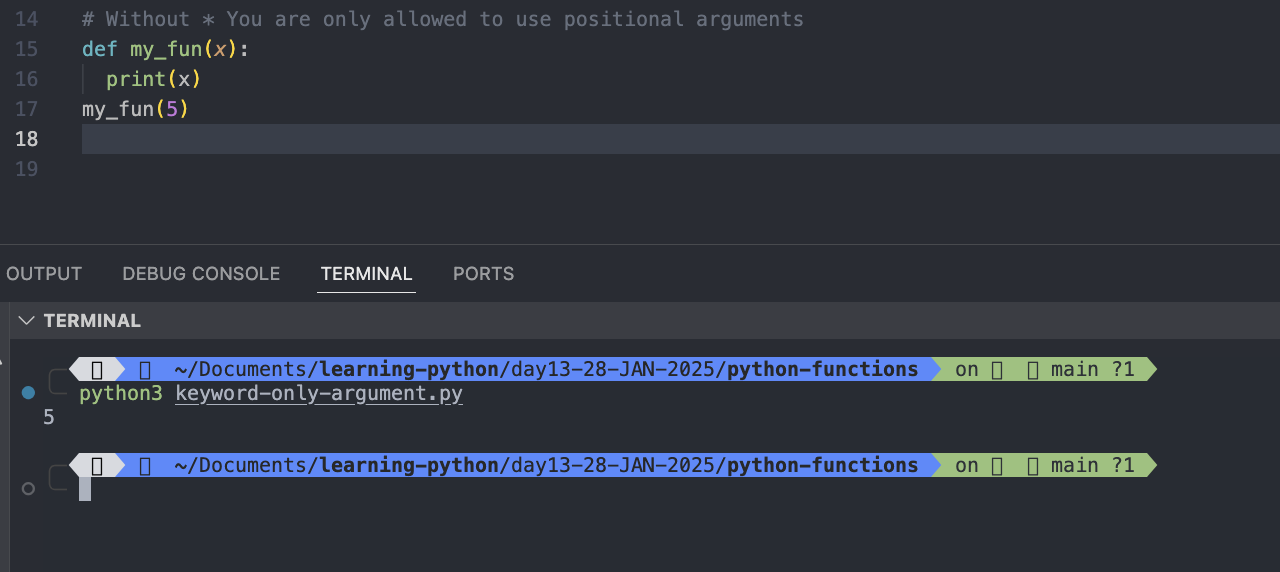 14 # Without * You are only allowed to use positional arguments
15 def my_fun(x):
16 print(x)
17 my_fun(5)
18
19
OUTPUT DEBUG CONSOLE TERMINAL PORTS
TERMINAL
~/Documents/learning-python/day13-28-JAN-2025/python-functions on main ?1
python3 keyword-only-argument.py
5
~/Documents/learning-python/day13-28-JAN-2025/python-functions on main ?1